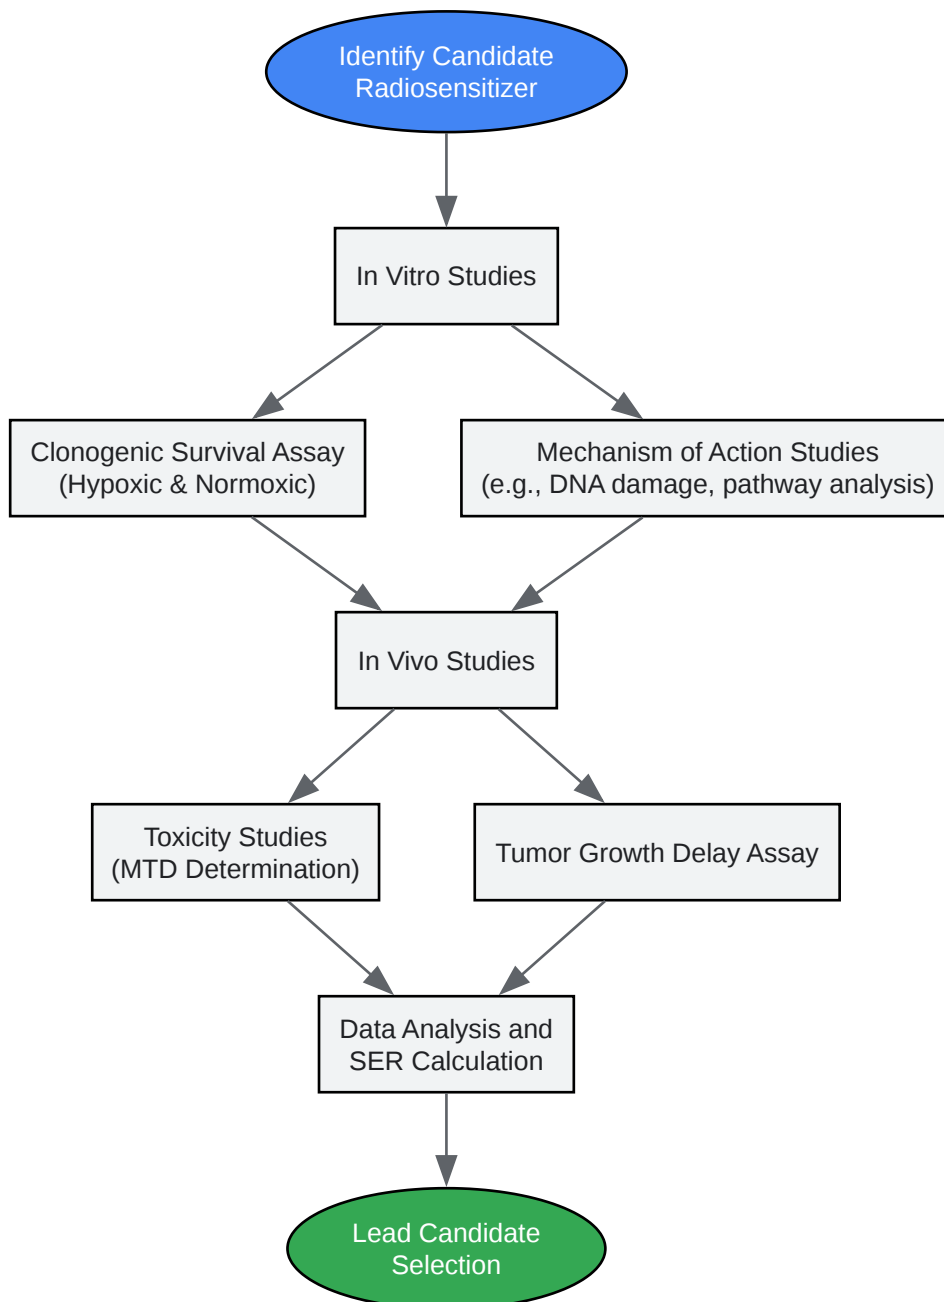 Identify Candidate
Radiosensitizer
In Vitro Studies
Clonogenic Survival Assay
(Hypoxic & Normoxic)
Mechanism of Action Studies
(e.g., DNA damage, pathway analysis)
In Vivo Studies
Toxicity Studies
(MTD Determination)
Tumor Growth Delay Assay
Data Analysis and
SER Calculation
Lead Candidate
Selection